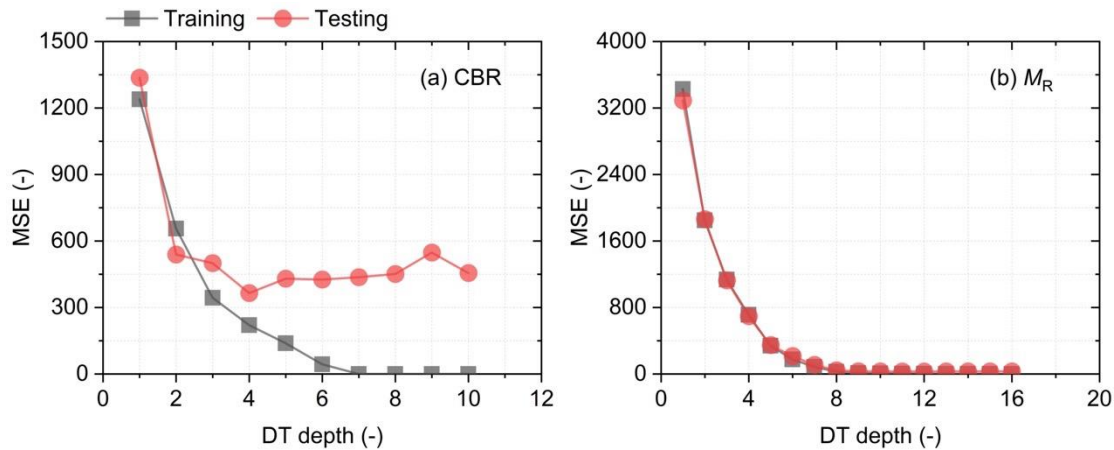 Training Testing
1500
1200
900
600
300
0
MSE (-)
(a) CBR
0 2 4 6 8 10 12
DT depth (-)
4000
3200
2400
1600
800
0
MSE (-)
(b) MR
0 4 8 12 16 20
DT depth (-)